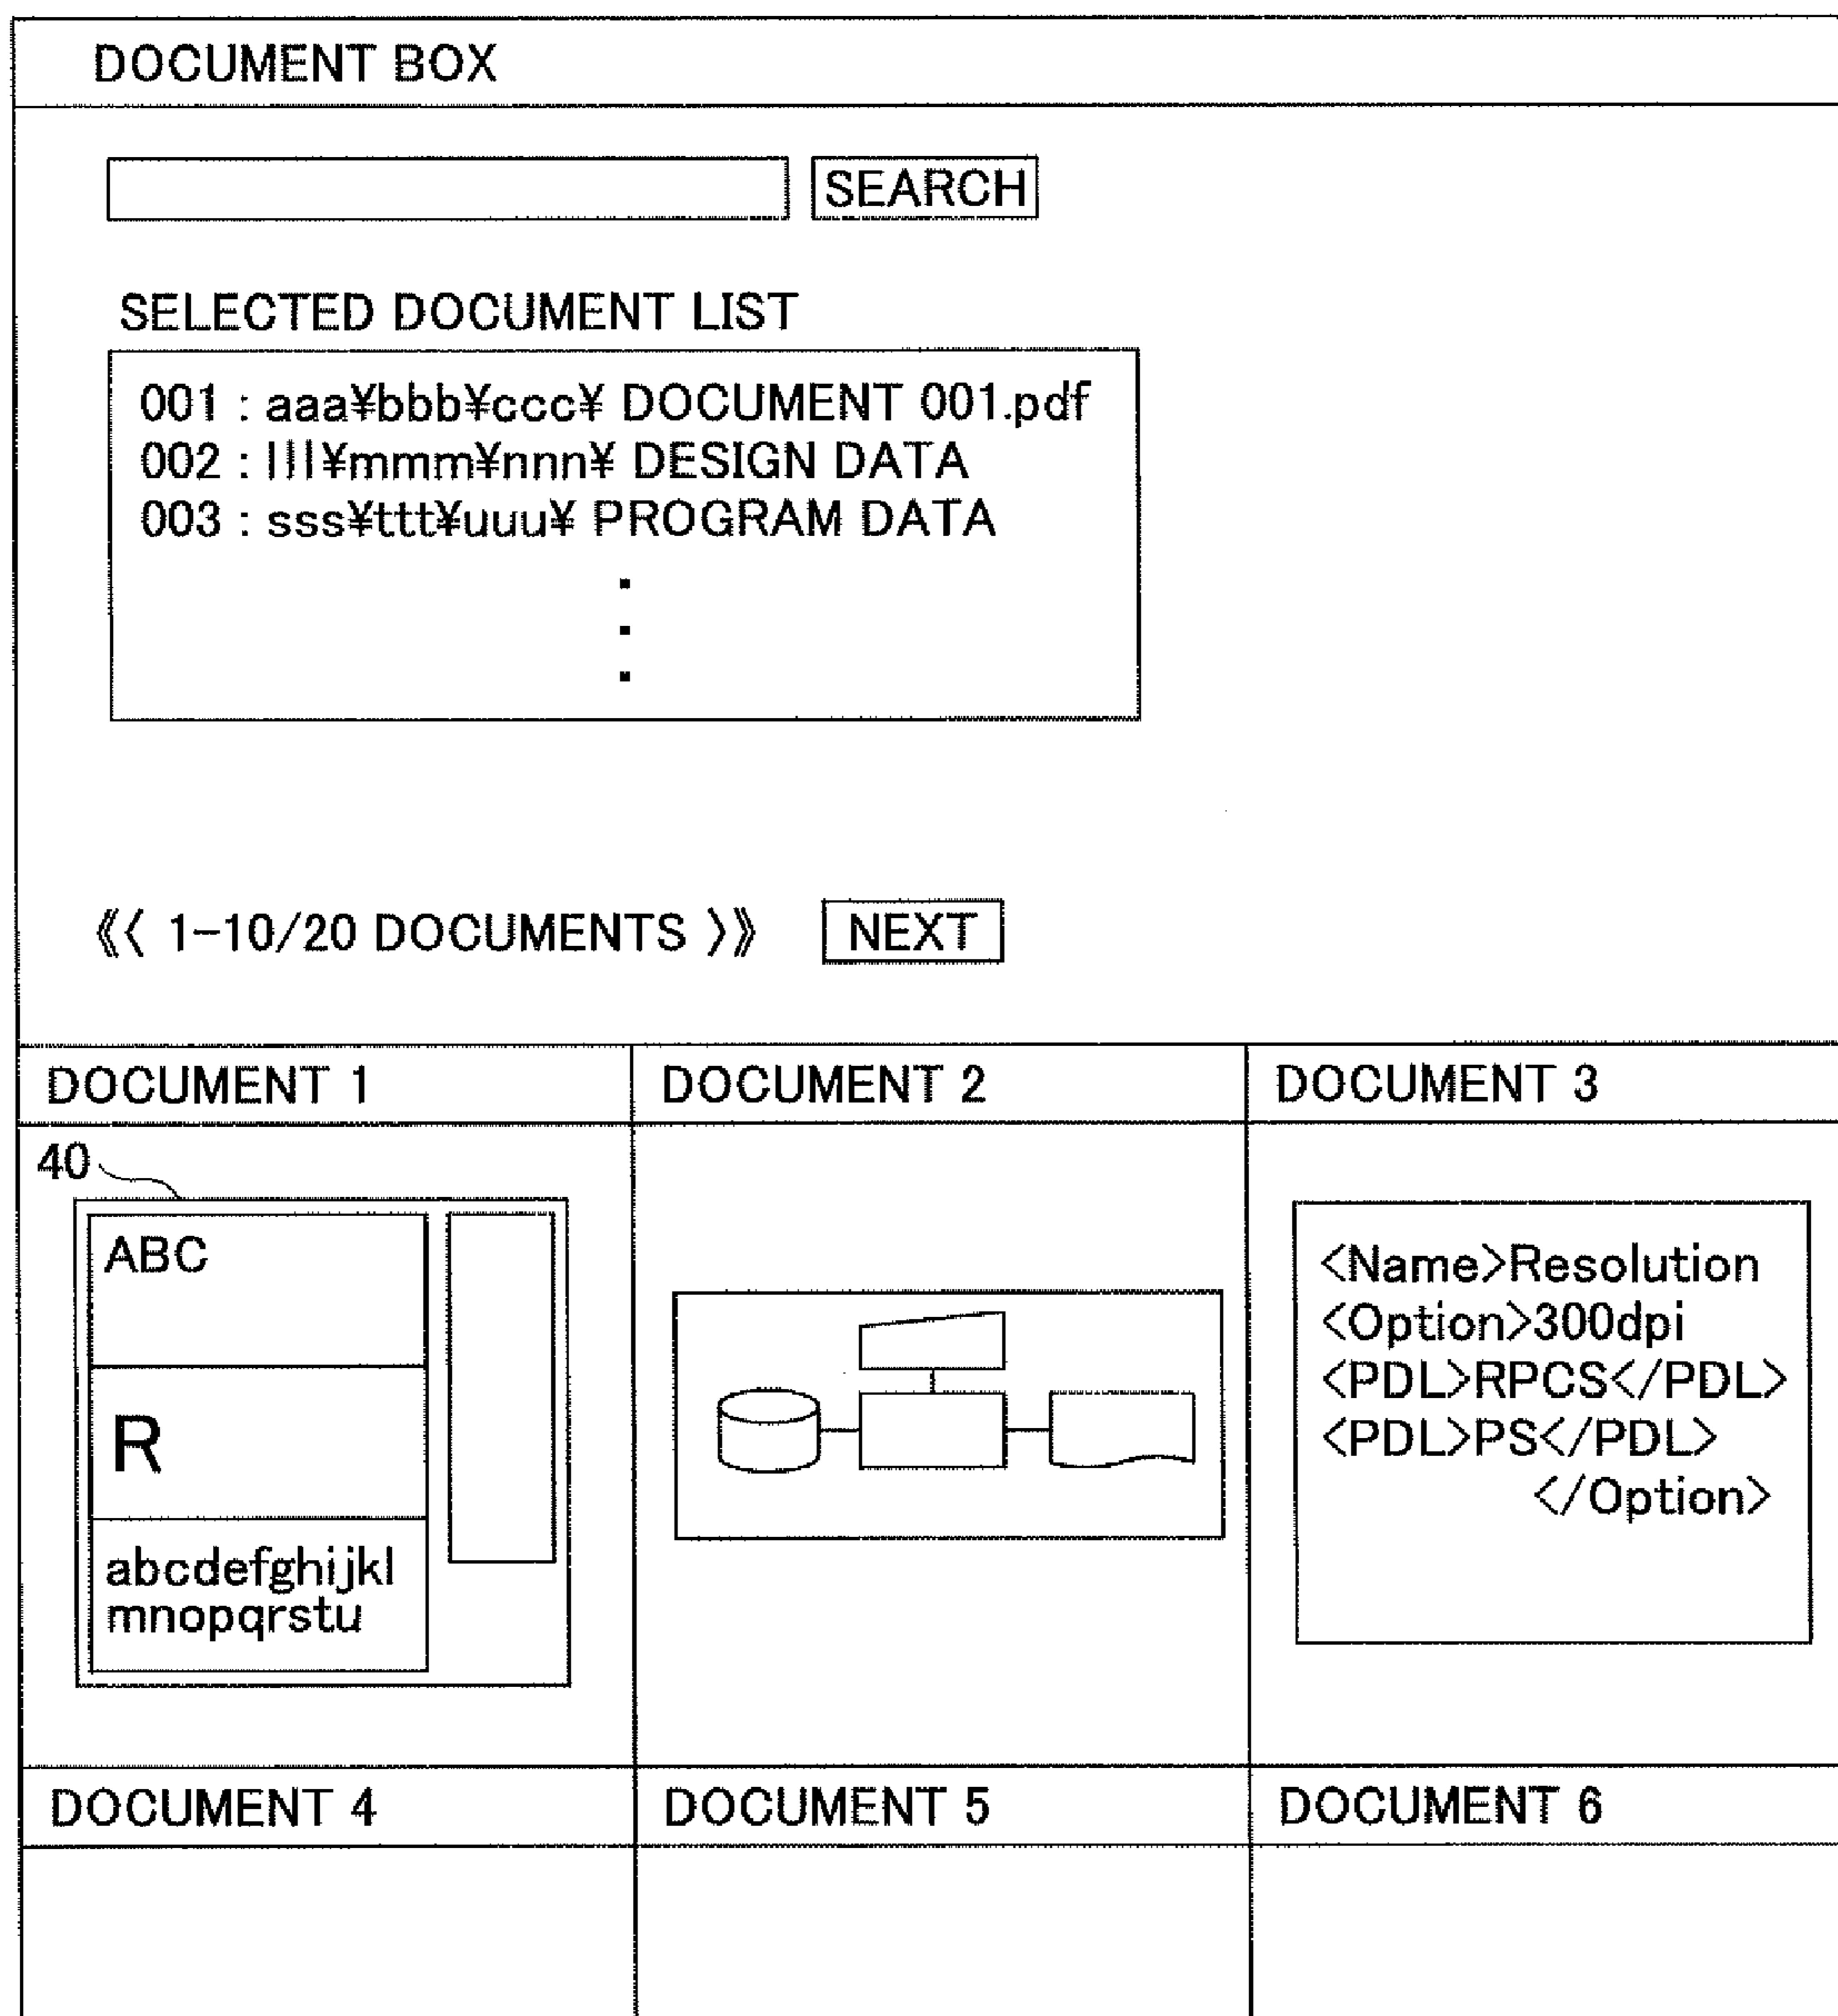 DOCUMENT BOX
SEARCH
SELECTED DOCUMENT LIST
001 : aaa¥bbb¥ccc¥ DOCUMENT 001.pdf
002 : lll¥mmm¥nnn¥ DESIGN DATA
003 : sss¥ttt¥uuu¥ PROGRAM DATA
《〈 1-10/20 DOCUMENTS 〉》 NEXT
DOCUMENT 1
DOCUMENT 2
DOCUMENT 3
40
ABC
R
abcdefghijkl
mnopqrstu
<Name>Resolution
<Option>300dpi
<PDL>RPCS</PDL>
<PDL>PS</PDL>
</Option>
DOCUMENT 4
DOCUMENT 5
DOCUMENT 6